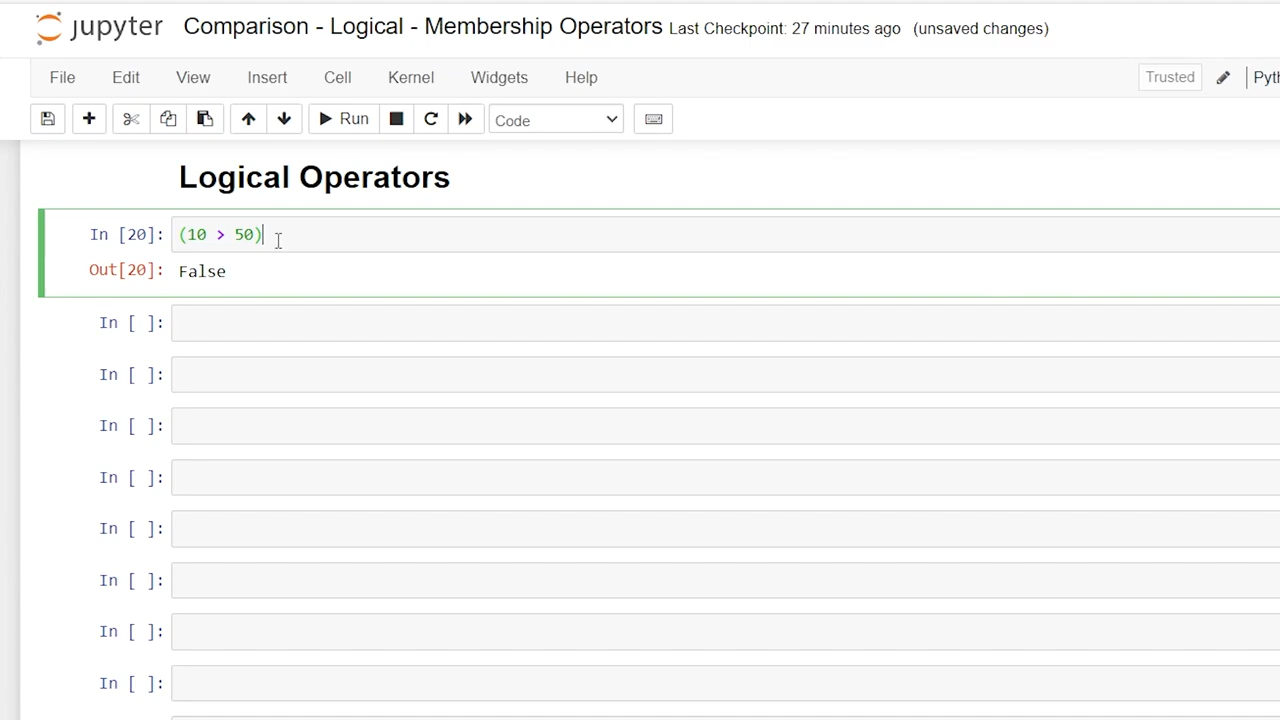 jupyter Comparison - Logical - Membership Operators Last Checkpoint: 27 minutes ago (unsaved changes)
File Edit View Insert Cell Kernel Widgets Help Trusted Pyth
Run Code
Logical Operators
In [20]: (10 > 50)
Out[20]: False
In [ ]:
In [ ]:
In [ ]:
In [ ]:
In [ ]:
In [ ]:
In [ ]:
In [ ]: